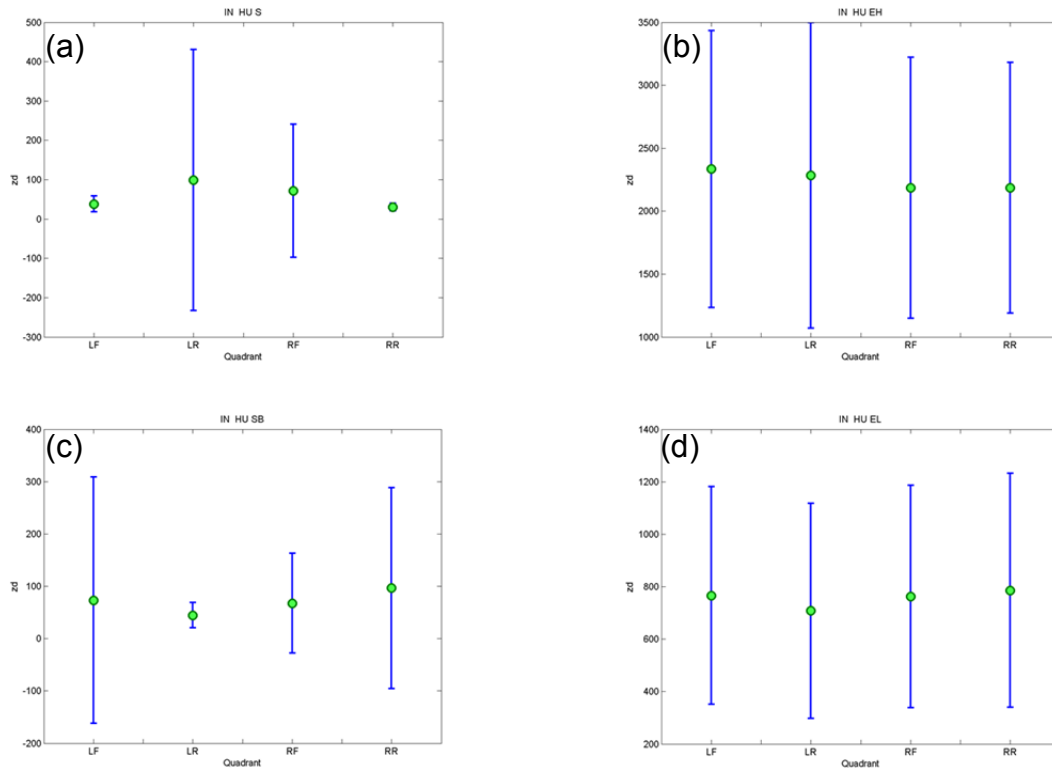 IN HU S
(a)
500
400
300
200
100
0
-100
-200
-300
zd
LF LR RF RR
Quadrant
IN HU EH
(b)
3500
3000
2500
2000
1500
1000
zd
LF LR RF RR
Quadrant
IN HU SB
(c)
400
300
200
100
0
-100
-200
zd
LF LR RF RR
Quadrant
IN HU EL
(d)
1400
1200
1000
800
600
400
200
zd
LF LR RF RR
Quadrant